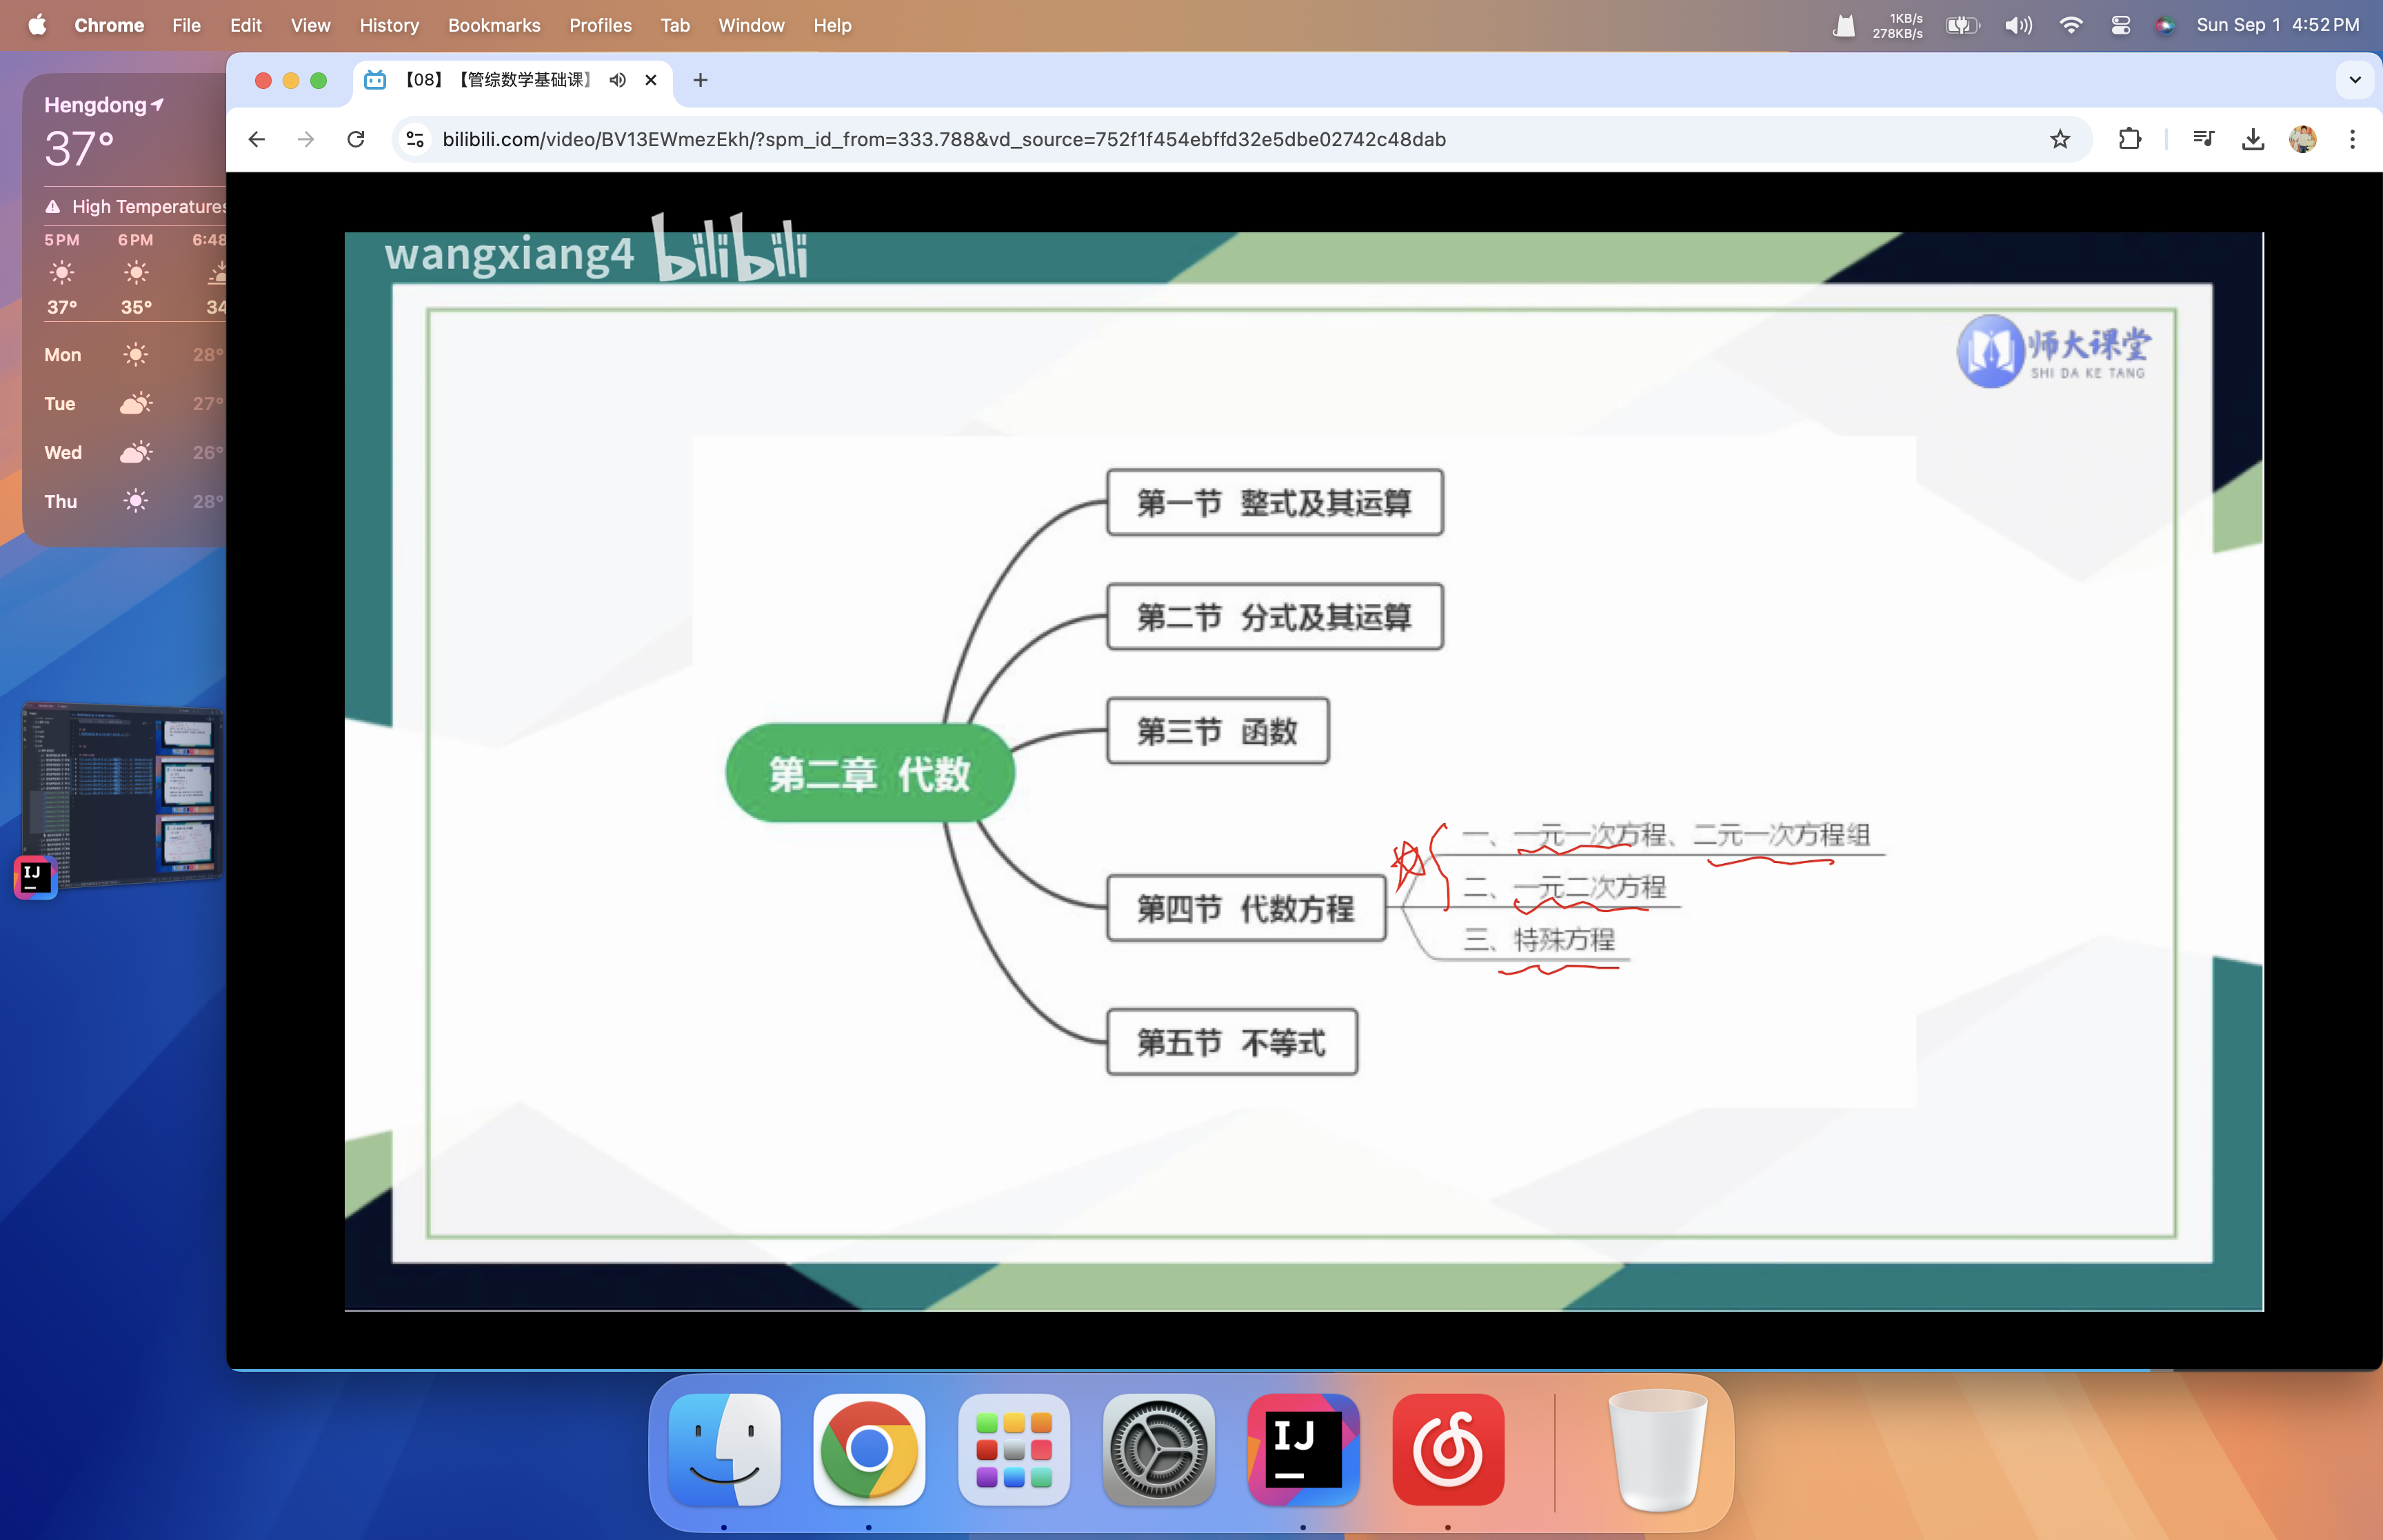 Chrome File Edit View History Bookmarks Profiles Tab Window Help
1KB/s
278KB/s
Sun Sep 1 4:52 PM
【08】【管综数学基础课】
bilibili.com/video/BV13EWmezEkh/?spm_id_from=333.788&vd_source=752f1f454ebffd32e5dbe02742c48dab
Hengdong
37°
High Temperatures
5 PM 6 PM 6:48
37° 35° 34
Mon 28°
Tue 27°
Wed 26°
Thu 28°
wangxiang4 bilibili
师大课堂
SHI DA KE TANG
第一节 整式及其运算
第二节 分式及其运算
第三节 函数
第二章 代数
一、一元一次方程、二元一次方程组
二、一元二次方程
第四节 代数方程
三、特殊方程
第五节 不等式
IJ
IJ